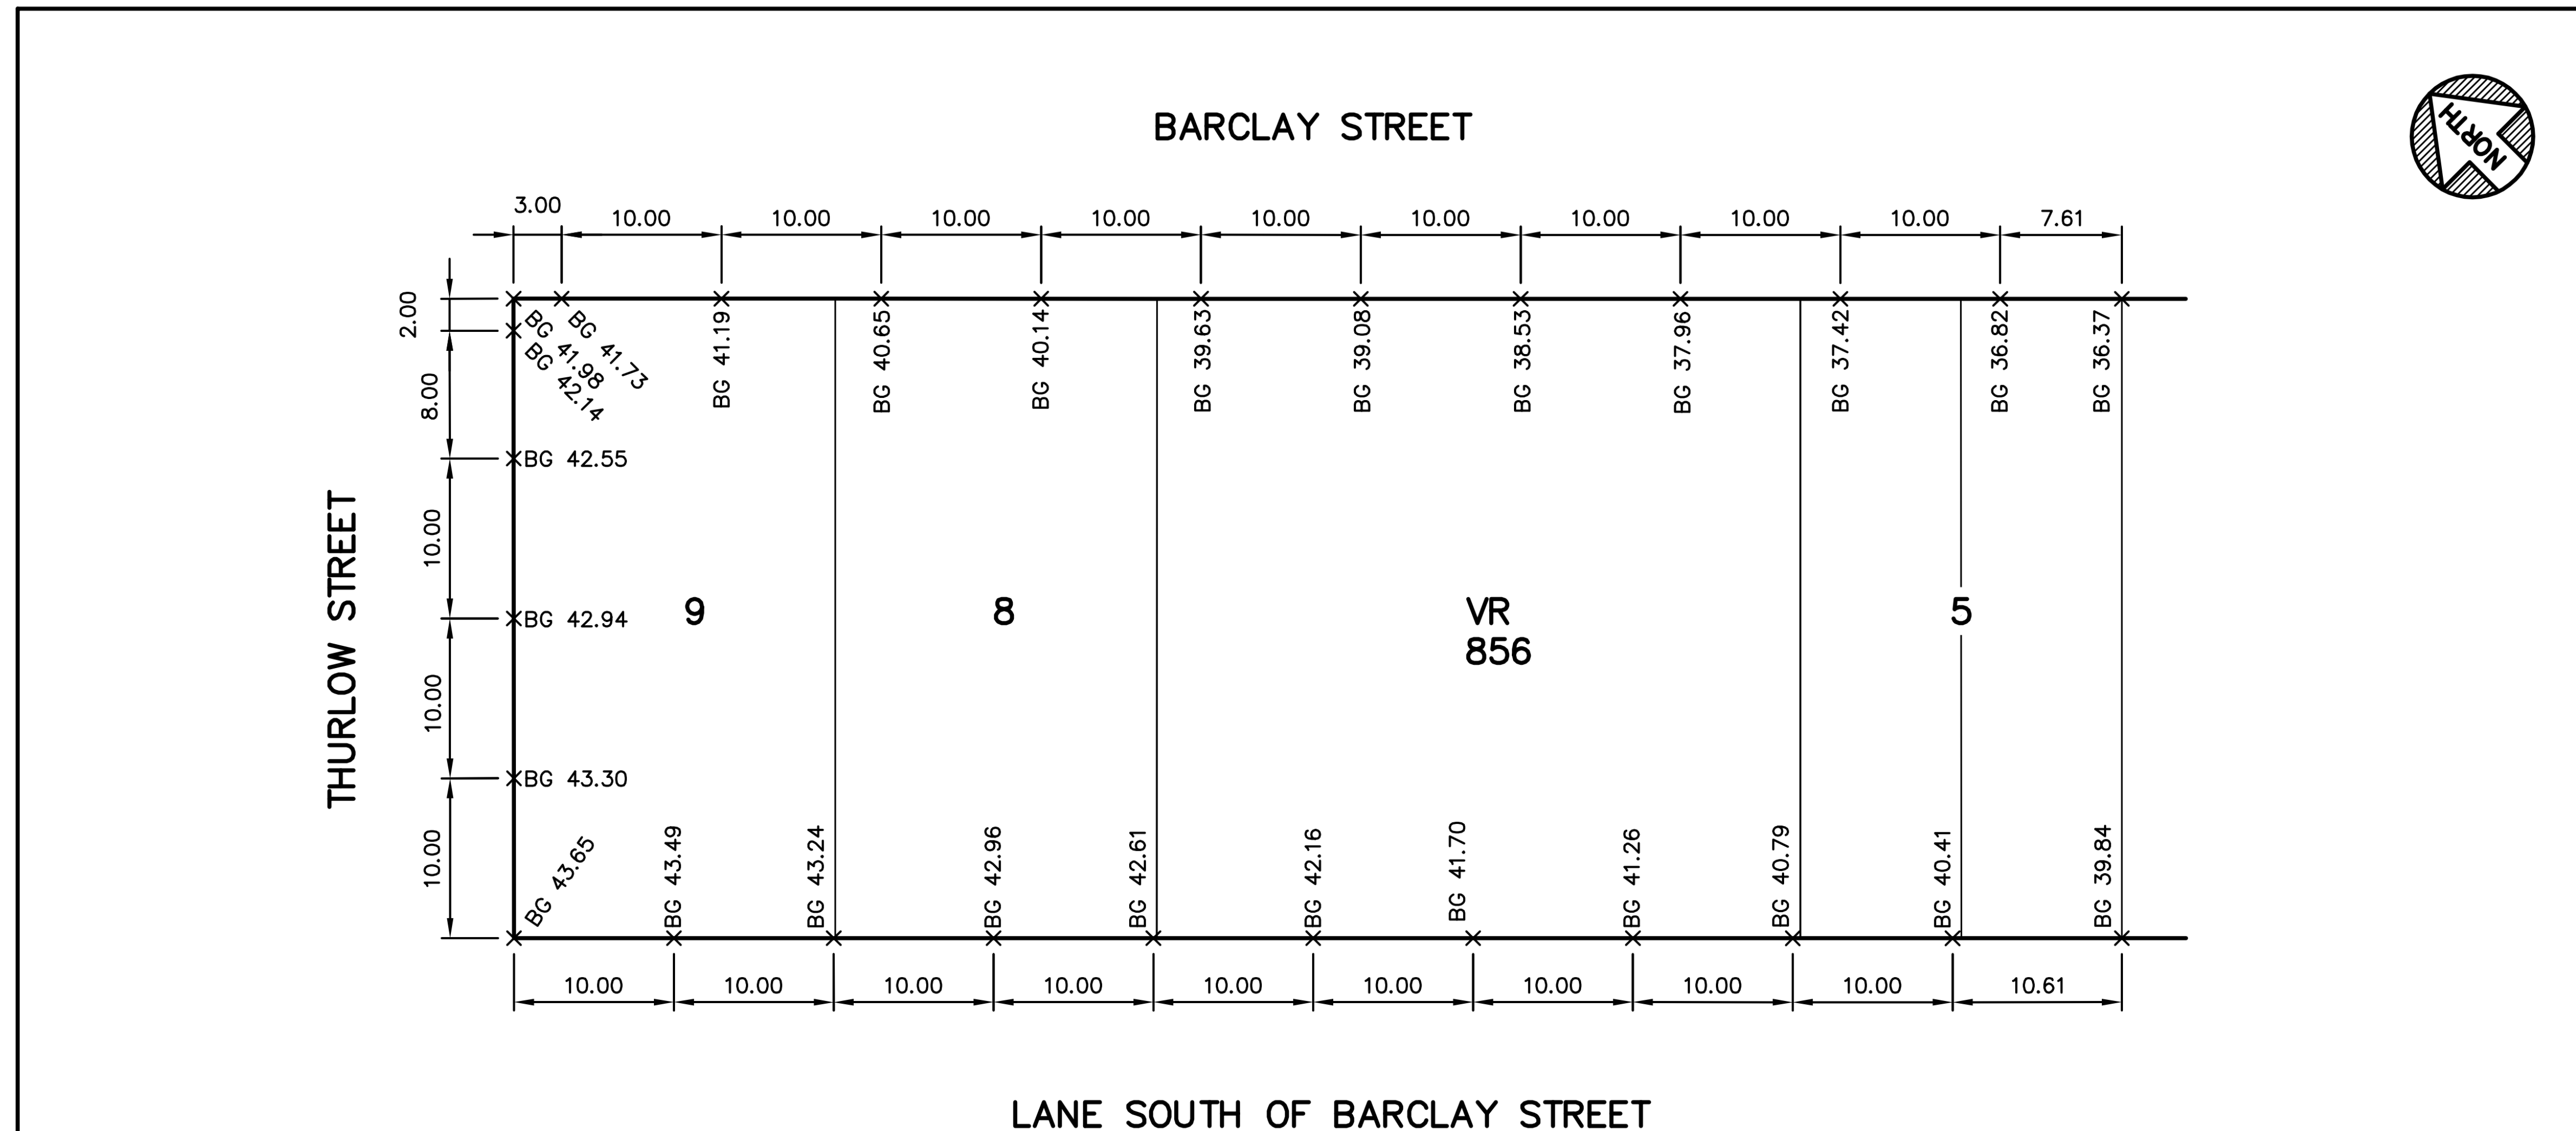 BARCLAY STREET
NORTH
3.00
10.00
10.00
10.00
10.00
10.00
10.00
10.00
10.00
10.00
7.61
2.00
8.00
10.00
10.00
10.00
THURLOW STREET
BG 41.98
BG 41.73
BG 42.14
BG 41.19
BG 40.65
BG 40.14
BG 39.63
BG 39.08
BG 38.53
BG 37.96
BG 37.42
BG 36.82
BG 36.37
BG 42.55
BG 42.94
BG 43.30
9
8
VR
856
5
BG 43.65
BG 43.49
BG 43.24
BG 42.96
BG 42.61
BG 42.16
BG 41.70
BG 41.26
BG 40.79
BG 40.41
BG 39.84
10.00
10.00
10.00
10.00
10.00
10.00
10.00
10.00
10.00
10.61
LANE SOUTH OF BARCLAY STREET